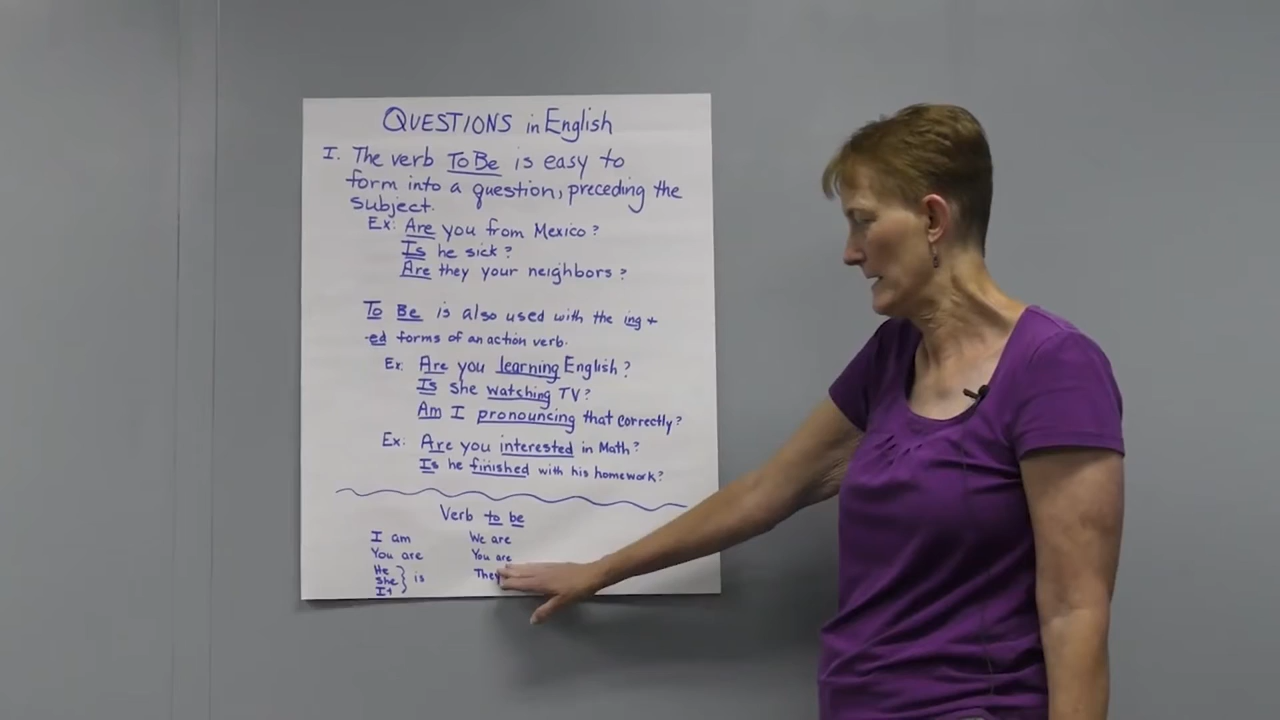 QUESTIONS in English
I. The verb To Be is easy to
form into a question, preceding the
subject.
Ex: Are you from Mexico?
Is he sick?
Are they your neighbors?
To Be is also used with the ing +
-ed forms of an action verb.
Ex: Are you learning English?
Is she watching TV?
Am I pronouncing that correctly?
Ex: Are you interested in Math?
Is he finished with his homework?
Verb to be
I am We are
You are You are
He They
She } is
It